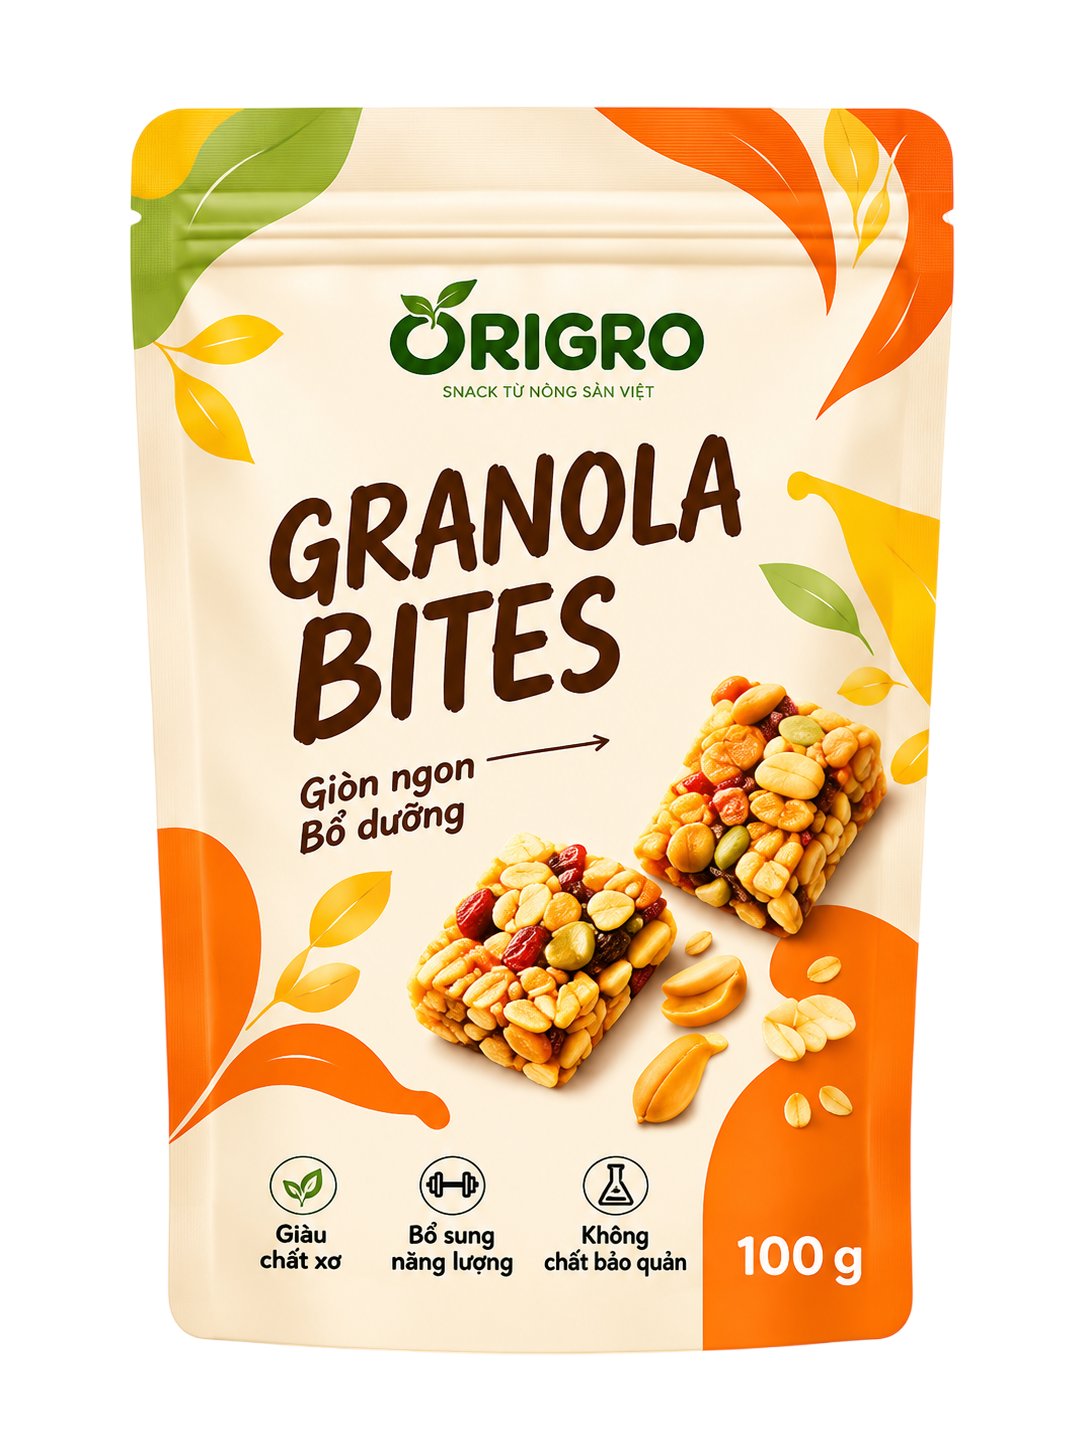 ORIGRO
SNACK TỪ NÔNG SẢN VIỆT
GRANOLA
BITES
Giòn ngon
Bổ dưỡng
Giàu
chất xơ
Bổ sung
năng lượng
Không
chất bảo quản
100 g